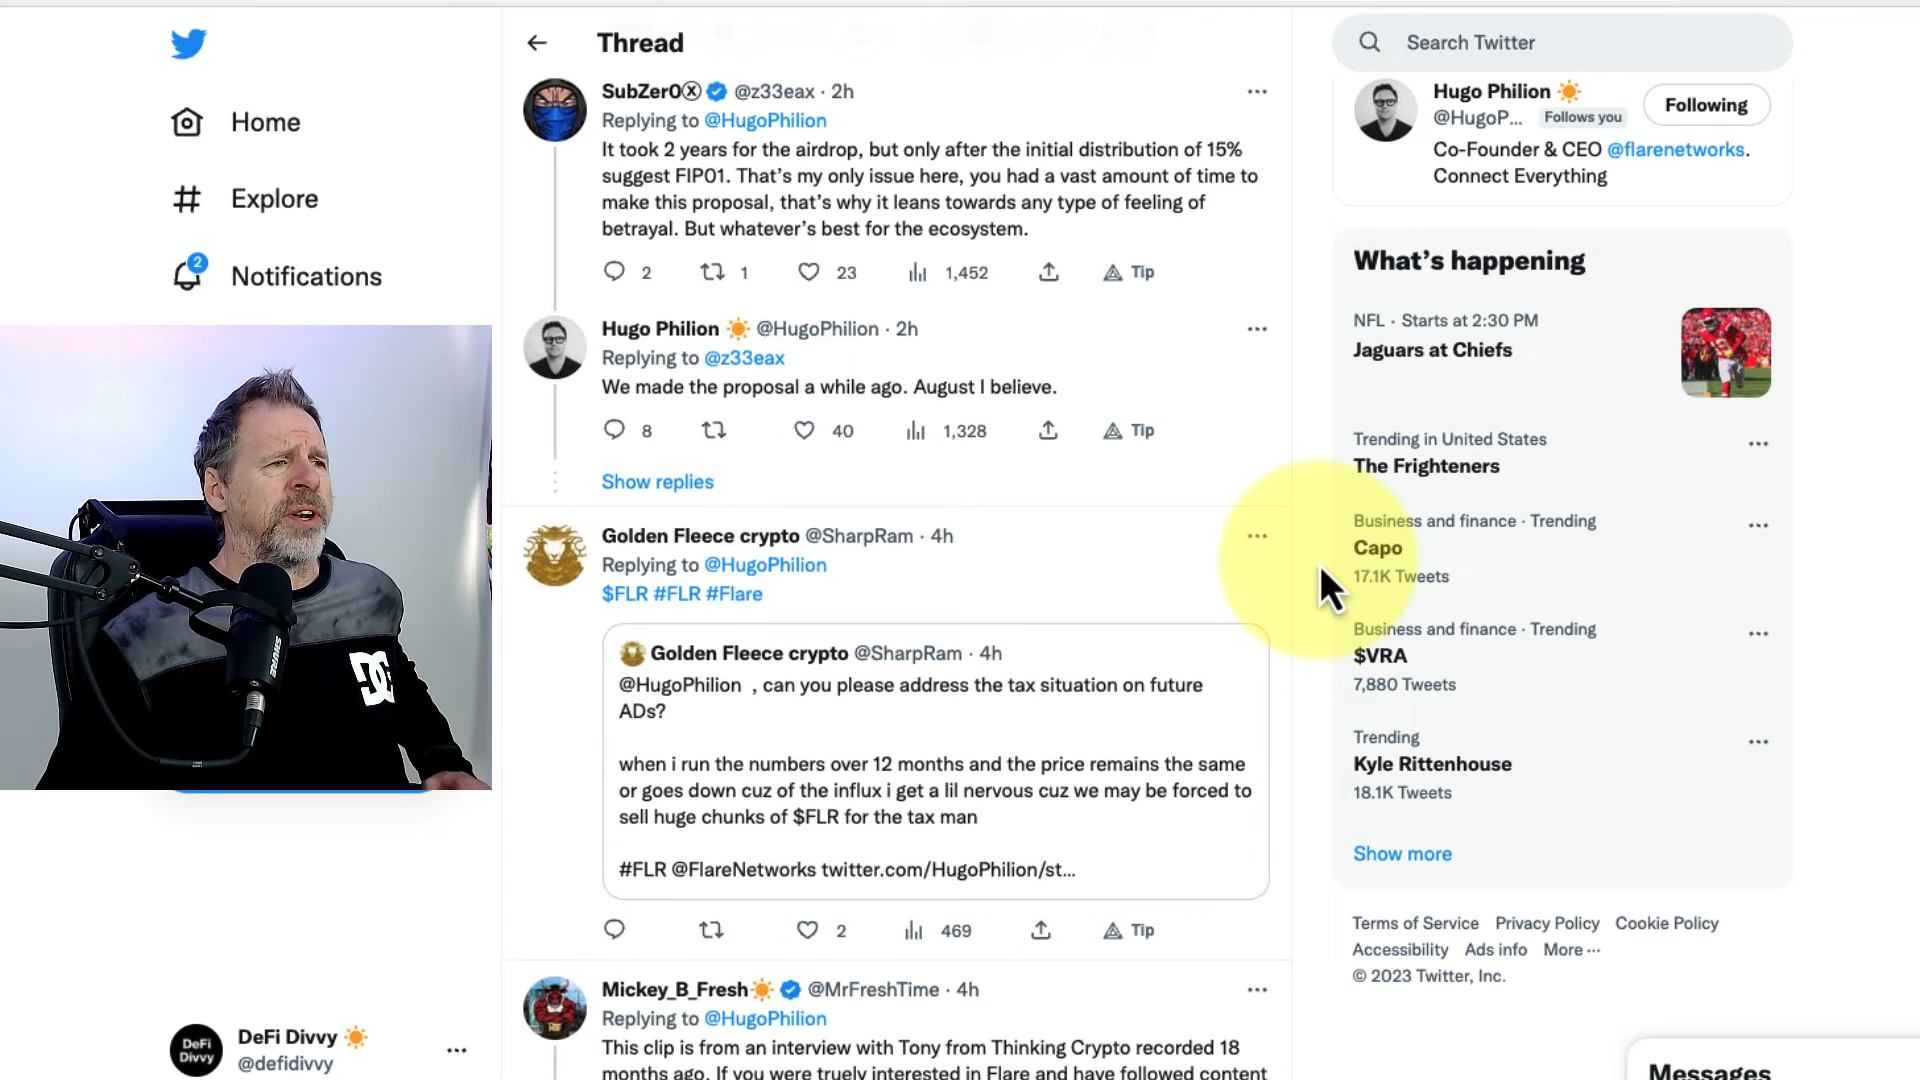 Home
Explore
2
Notifications
DeFi Divvy
DeFi Divvy
@defidivvy
SHURE
DC
Thread
SubZer0Ⓧ @z33eax · 2h
Replying to @HugoPhilion
It took 2 years for the airdrop, but only after the initial distribution of 15%
suggest FIP01. That's my only issue here, you had a vast amount of time to
make this proposal, that's why it leans towards any type of feeling of
betrayal. But whatever's best for the ecosystem.
2 1 23 1,452 Tip
Hugo Philion @HugoPhilion · 2h
Replying to @z33eax
We made the proposal a while ago. August I believe.
8 40 1,328 Tip
Show replies
Golden Fleece crypto @SharpRam · 4h
Replying to @HugoPhilion
$FLR #FLR #Flare
Golden Fleece crypto @SharpRam · 4h
@HugoPhilion , can you please address the tax situation on future
ADs?
when i run the numbers over 12 months and the price remains the same
or goes down cuz of the influx i get a lil nervous cuz we may be forced to
sell huge chunks of $FLR for the tax man
#FLR @FlareNetworks twitter.com/HugoPhilion/st...
2 469 Tip
Mickey_B_Fresh @MrFreshTime · 4h
Replying to @HugoPhilion
This clip is from an interview with Tony from Thinking Crypto recorded 18
months ago. If you were truely interested in Flare and have followed content
Search Twitter
Hugo Philion
@HugoP... Follows you
Following
Co-Founder & CEO @flarenetworks.
Connect Everything
What's happening
NFL · Starts at 2:30 PM
Jaguars at Chiefs
Trending in United States
The Frighteners
Business and finance · Trending
Capo
17.1K Tweets
Business and finance · Trending
$VRA
7,880 Tweets
Trending
Kyle Rittenhouse
18.1K Tweets
Show more
Terms of Service Privacy Policy Cookie Policy
Accessibility Ads info More ···
© 2023 Twitter, Inc.
Messages